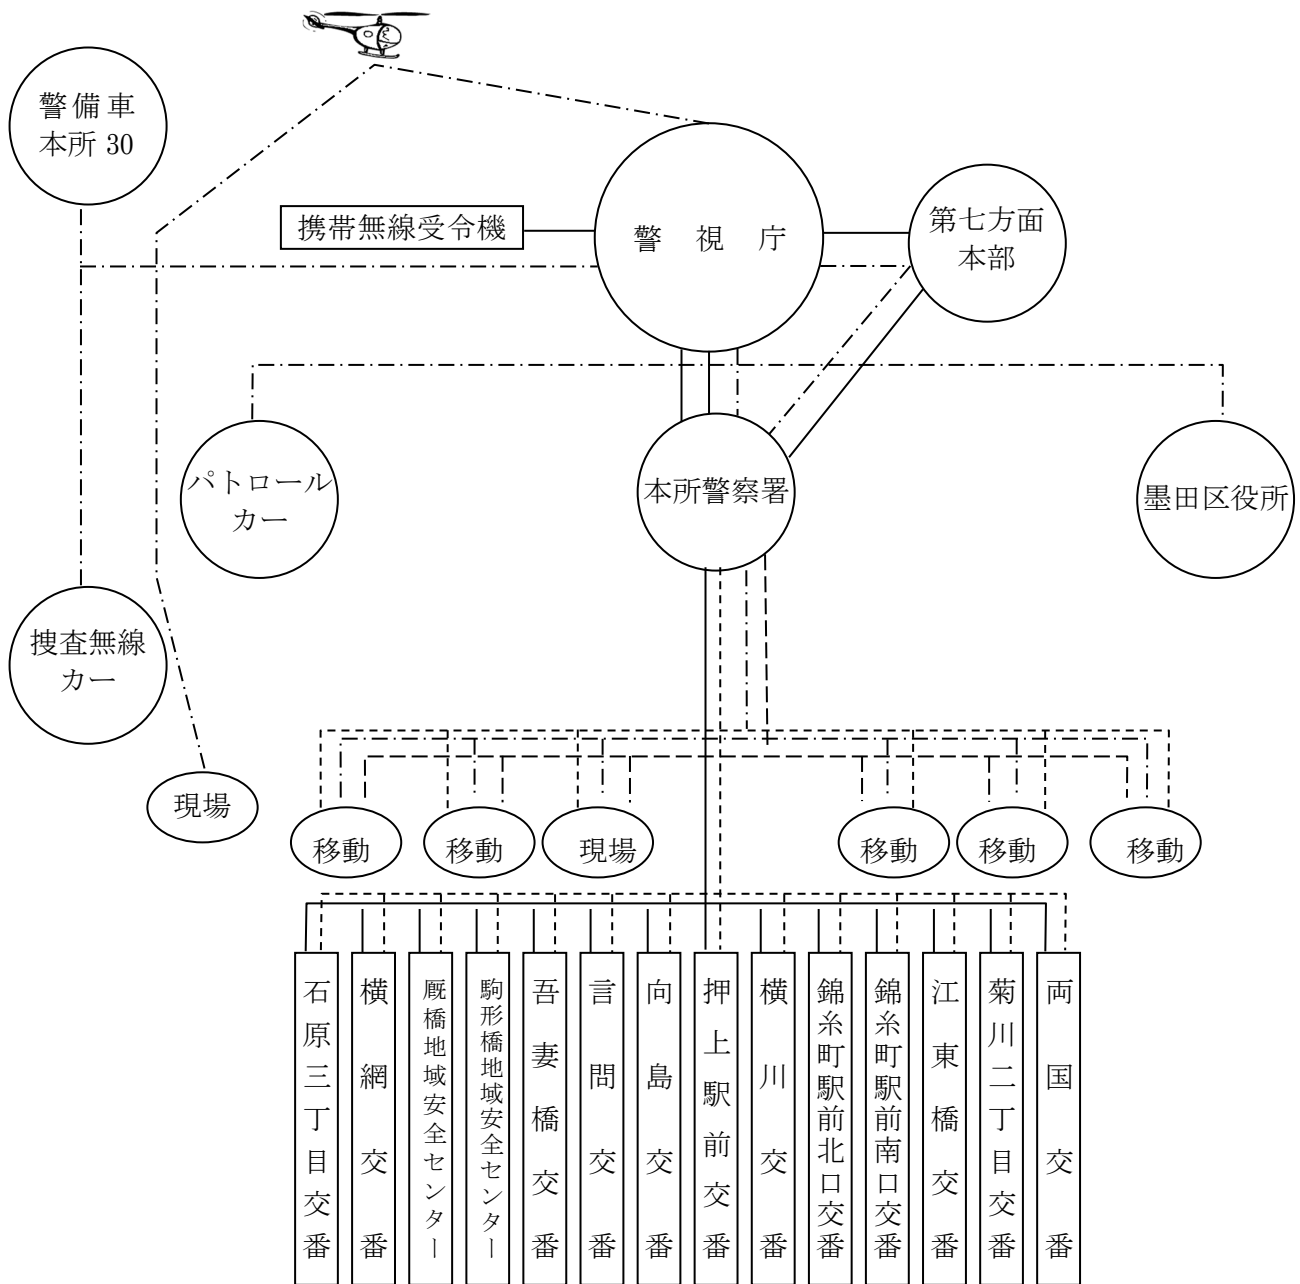 警備車
本所 30
携帯無線受令機
警視庁
第七方面
本部
パトロール
カー
本所警察署
墨田区役所
捜査無線
カー
現場
移動
移動
現場
移動
移動
移動
石原三丁目交番
横網交番
厩橋地域安全センター
駒形橋地域安全センター
吾妻橋交番
言問交番
向島交番
押上駅前交番
横川交番
錦糸町駅前北口交番
錦糸町駅前南口交番
江東橋交番
菊川二丁目交番
両国交番